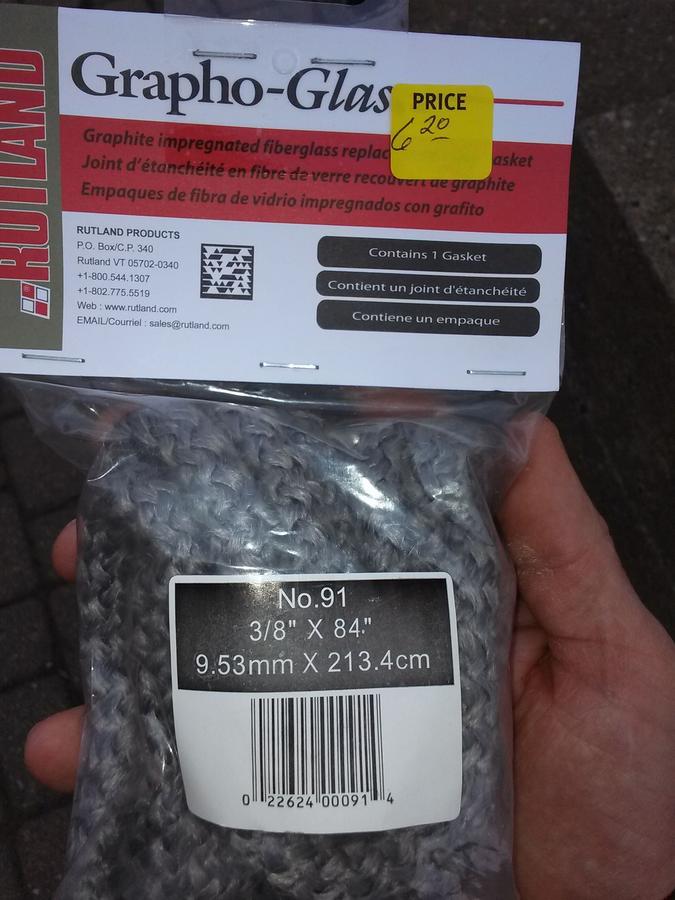 RUTLAND
Grapho-Glas
PRICE
6 20
Graphite impregnated fiberglass asket
Joint d'étanchéité en fibre de verre recouvert de graphite
Empaques de fibra de vidrio impregnados con grafito
RUTLAND PRODUCTS
P.O. Box/C.P. 340
Rutland VT 05702-0340
+1-800.544.1307
+1-802.775.5519
Web : www.rutland.com
EMAIL/Courriel : sales@rutland.com
Contains 1 Gasket
Contient un joint d'étanchéité
Contiene un empaque
No.91
3/8" X 84"
9.53mm X 213.4cm
0 22624 00091 4